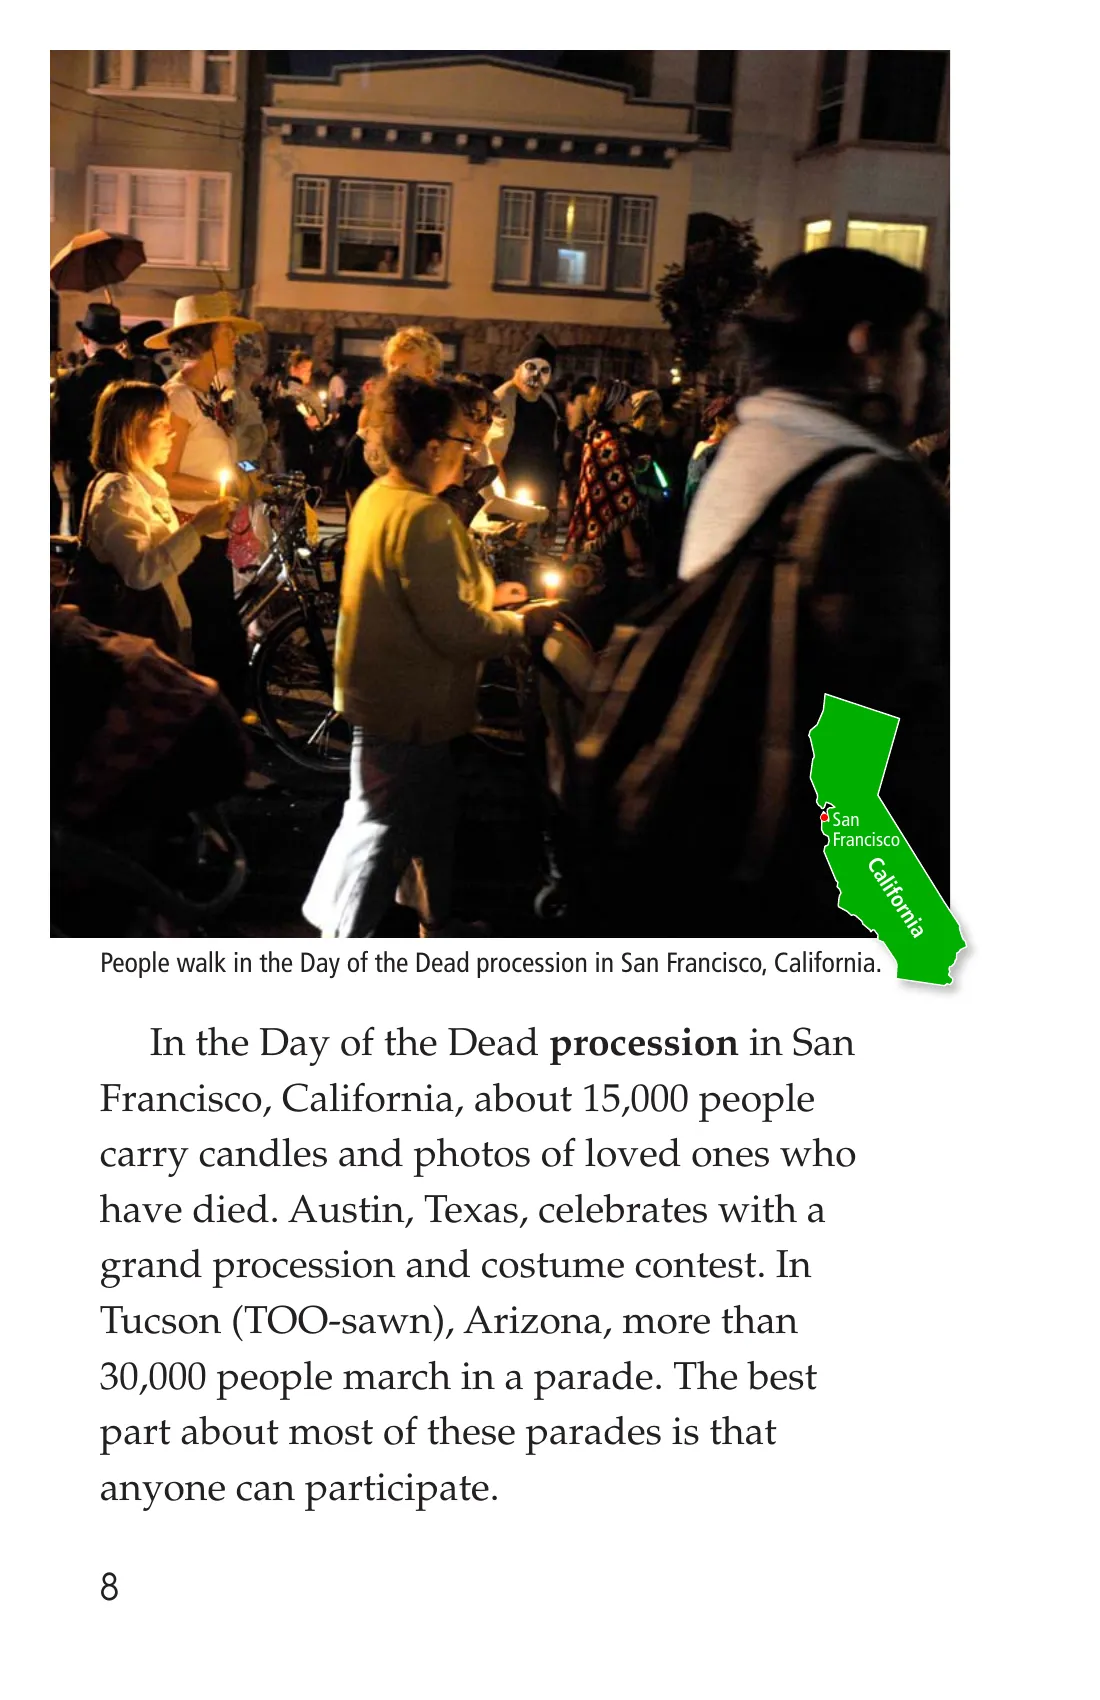 San
Francisco
California
People walk in the Day of the Dead procession in San Francisco, California.
In the Day of the Dead procession in San
Francisco, California, about 15,000 people
carry candles and photos of loved ones who
have died. Austin, Texas, celebrates with a
grand procession and costume contest. In
Tucson (TOO-sawn), Arizona, more than
30,000 people march in a parade. The best
part about most of these parades is that
anyone can participate.
8